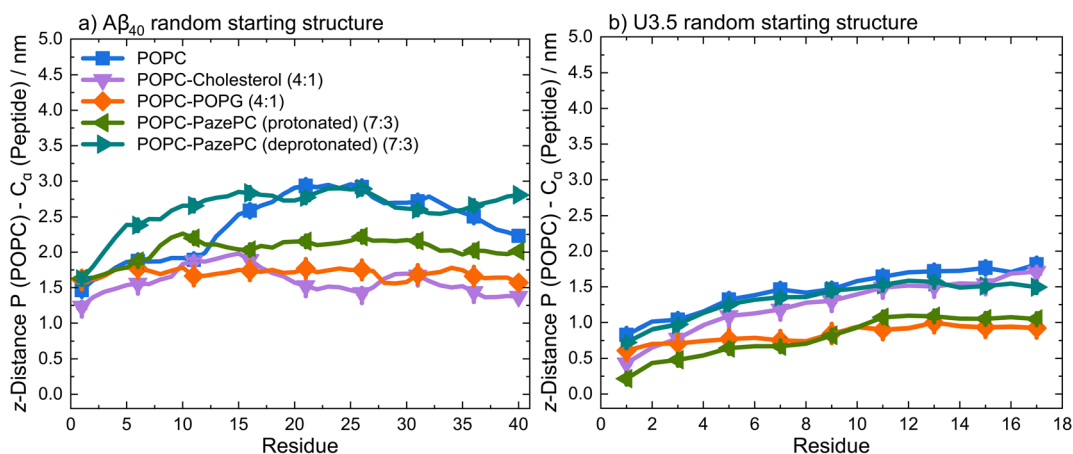 a) Aβ₄₀ random starting structure
z-Distance P (POPC) - Cα (Peptide) / nm
5.0
4.5
4.0
3.5
3.0
2.5
2.0
1.5
1.0
0.5
0.0
POPC
POPC-Cholesterol (4:1)
POPC-POPG (4:1)
POPC-PazePC (protonated) (7:3)
POPC-PazePC (deprotonated) (7:3)
0 5 10 15 20 25 30 35 40
Residue
b) U3.5 random starting structure
z-Distance P (POPC) - Cα (Peptide) / nm
5.0
4.5
4.0
3.5
3.0
2.5
2.0
1.5
1.0
0.5
0.0
0 2 4 6 8 10 12 14 16 18
Residue